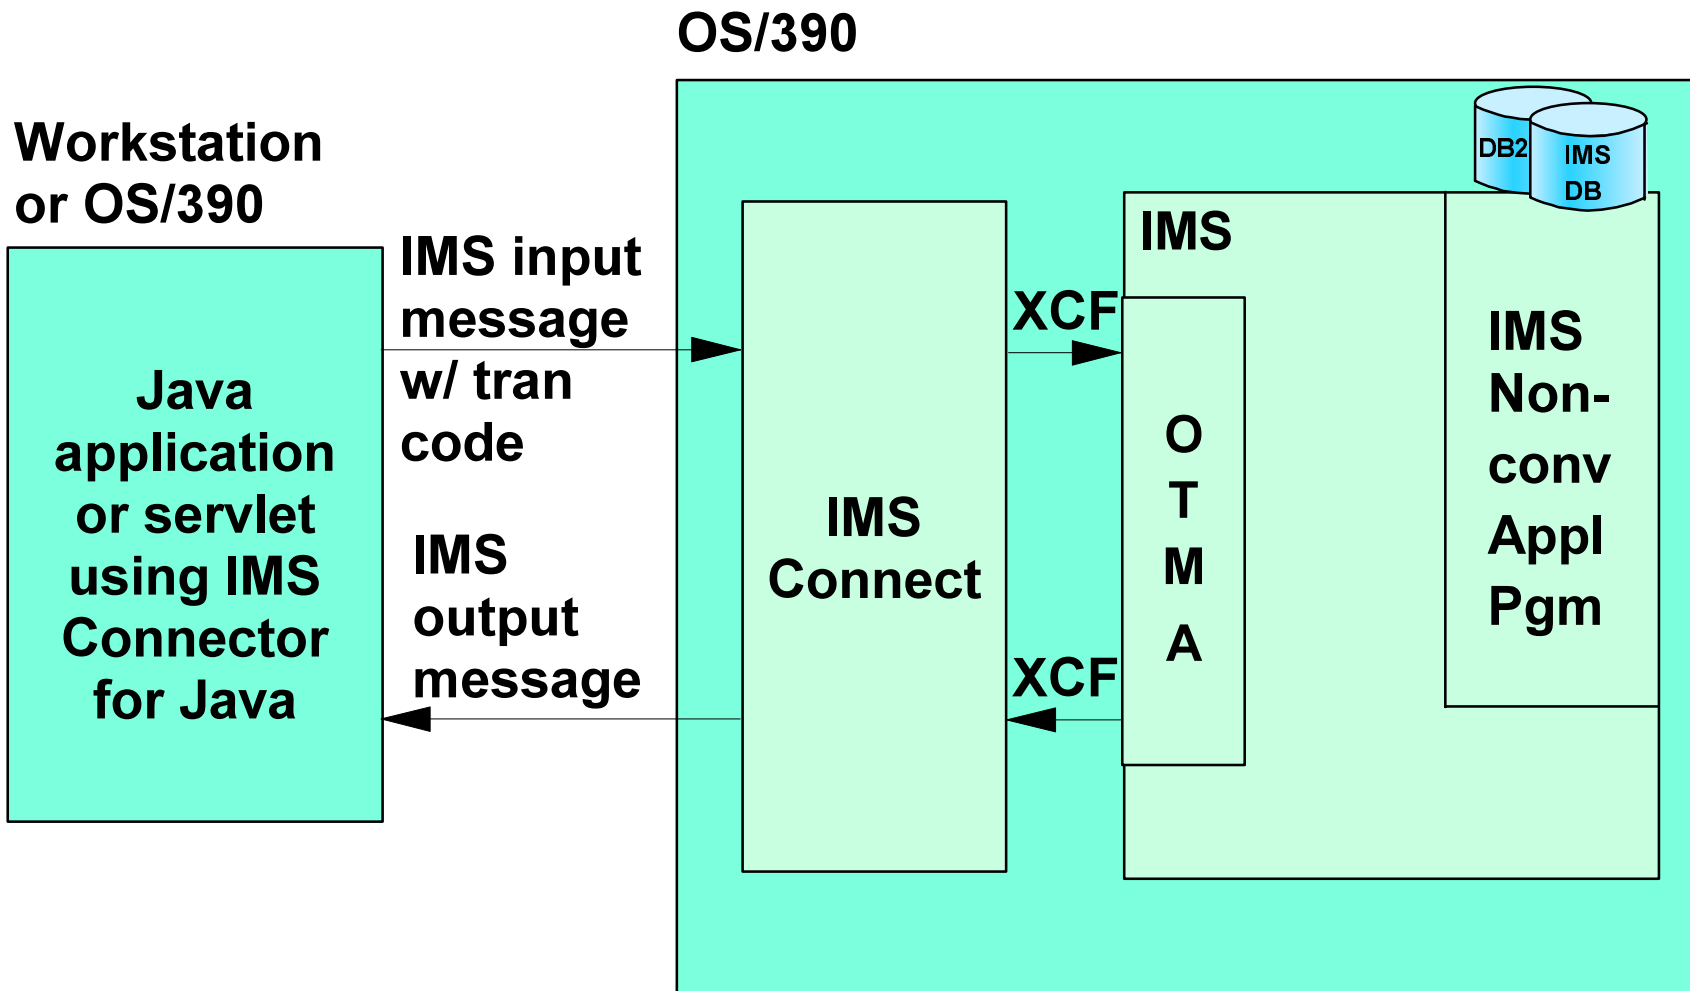 OS/390
Workstation
or OS/390
Java
application
or servlet
using IMS
Connector
for Java
IMS input
message
w/ tran
code
IMS
output
message
IMS
Connect
XCF
XCF
IMS
O
T
M
A
DB2
IMS
DB
IMS
Non-
conv
Appl
Pgm